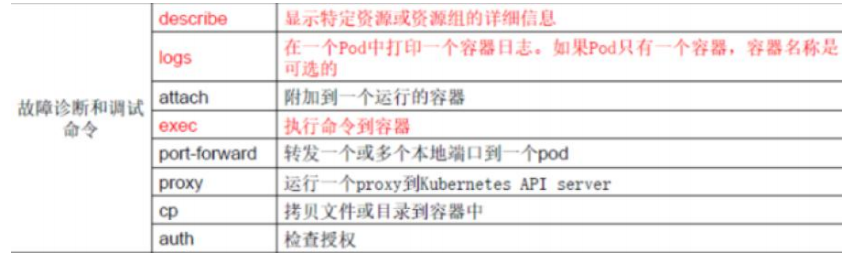 describe 显示特定资源或资源组的详细信息
logs 在一个Pod中打印一个容器日志。如果Pod只有一个容器，容器名称是
可选的
故障诊断和调试
命令
attach 附加到一个运行的容器
exec 执行命令到容器
port-forward 转发一个或多个本地端口到一个pod
proxy 运行一个proxy到Kubernetes API server
cp 拷贝文件或目录到容器中
auth 检查授权